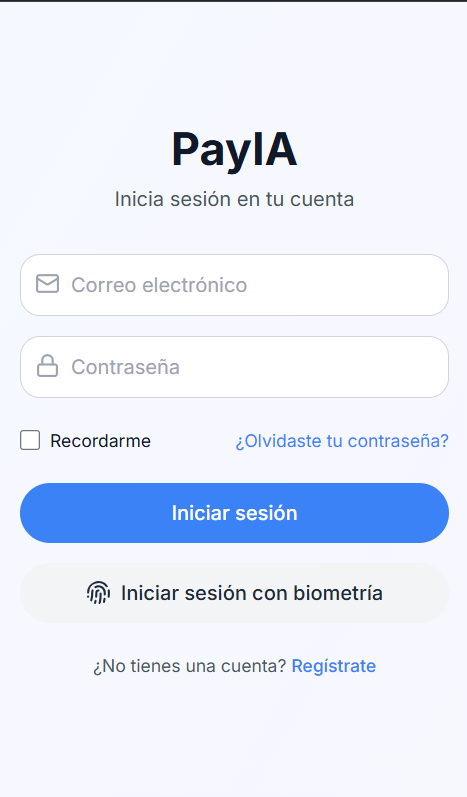 PayIA
Inicia sesión en tu cuenta
Correo electrónico
Contraseña
Recordarme ¿Olvidaste tu contraseña?
Iniciar sesión
Iniciar sesión con biometría
¿No tienes una cuenta? Regístrate